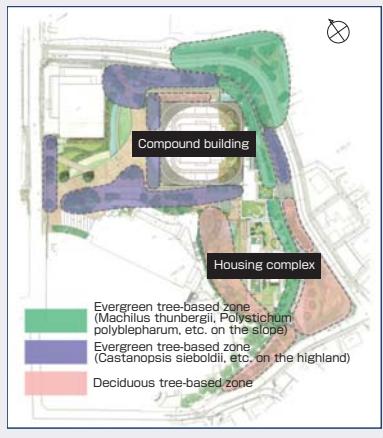 Compound building
Housing complex
Evergreen tree-based zone
(Machilus thunbergii, Polystichum
polyblepharum, etc. on the slope)
Evergreen tree-based zone
(Castanopsis sieboldii, etc. on the highland)
Deciduous tree-based zone